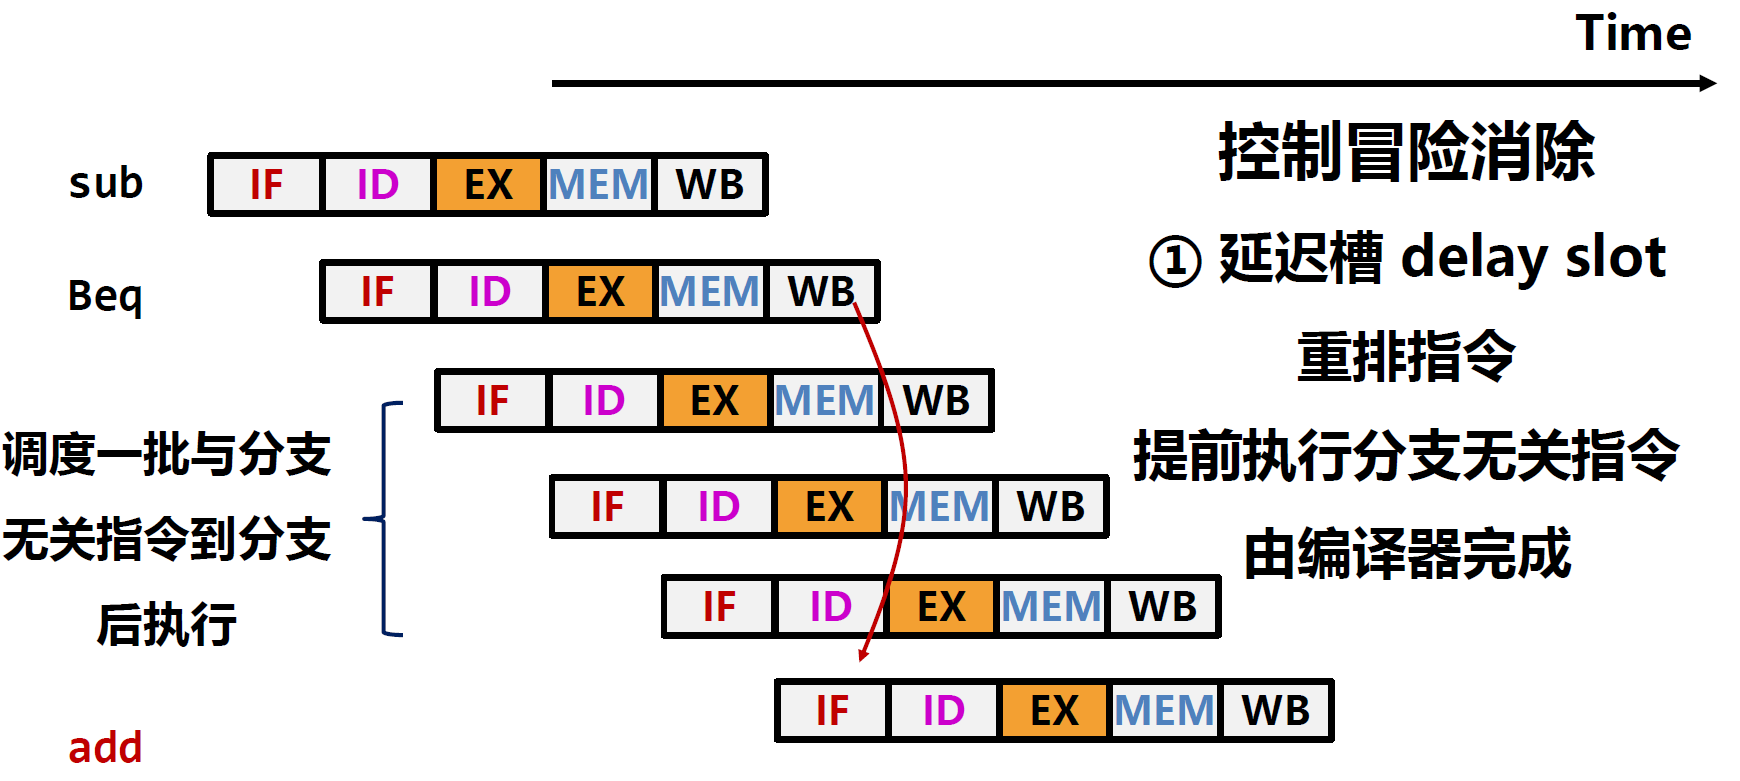 Time
控制冒险消除
① 延迟槽 delay slot
重排指令
提前执行分支无关指令
由编译器完成
sub IF ID EX MEM WB
Beq IF ID EX MEM WB
IF ID EX MEM WB
调度一批与分支
无关指令到分支
后执行
IF ID EX MEM WB
IF ID EX MEM WB
IF ID EX MEM WB
add